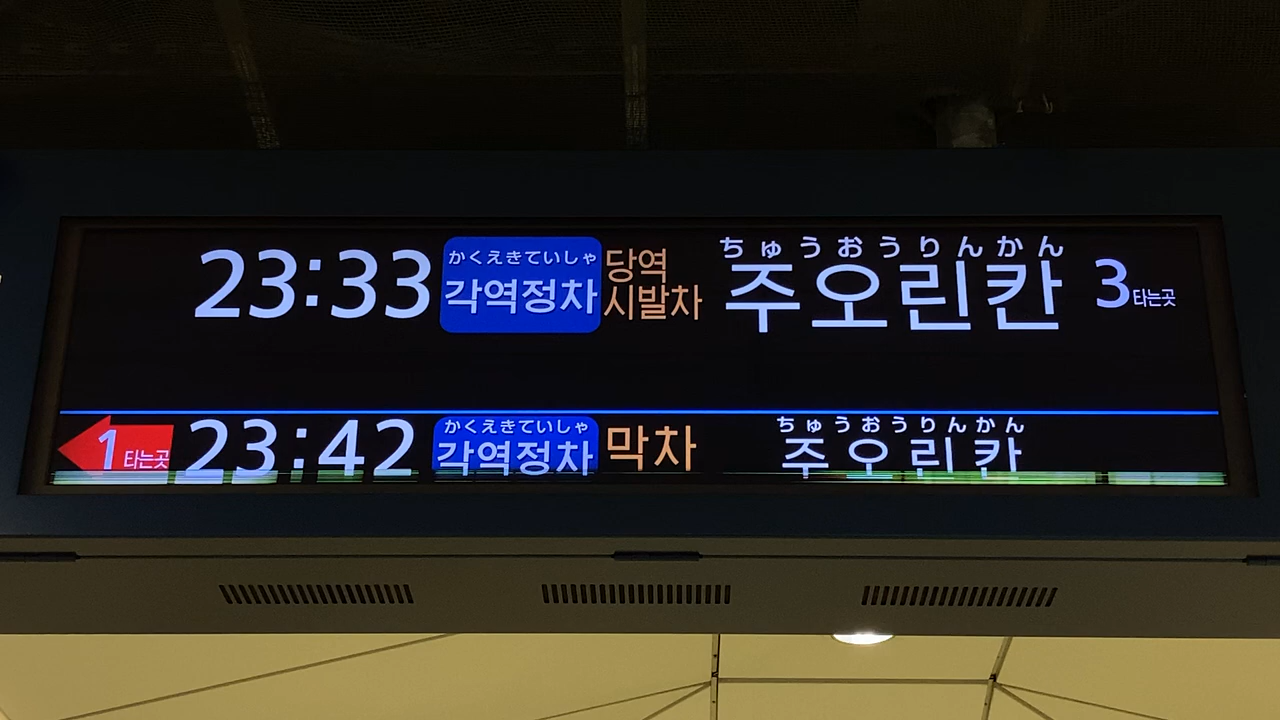 ちゅうおうりんかん
23:33 かくえきていしゃ 각역정차 당역 시발차 주오린칸 3타는곳
ちゅうおうりんかん
1타는곳 23:42 かくえきていしゃ 각역정차 막차 주오린칸